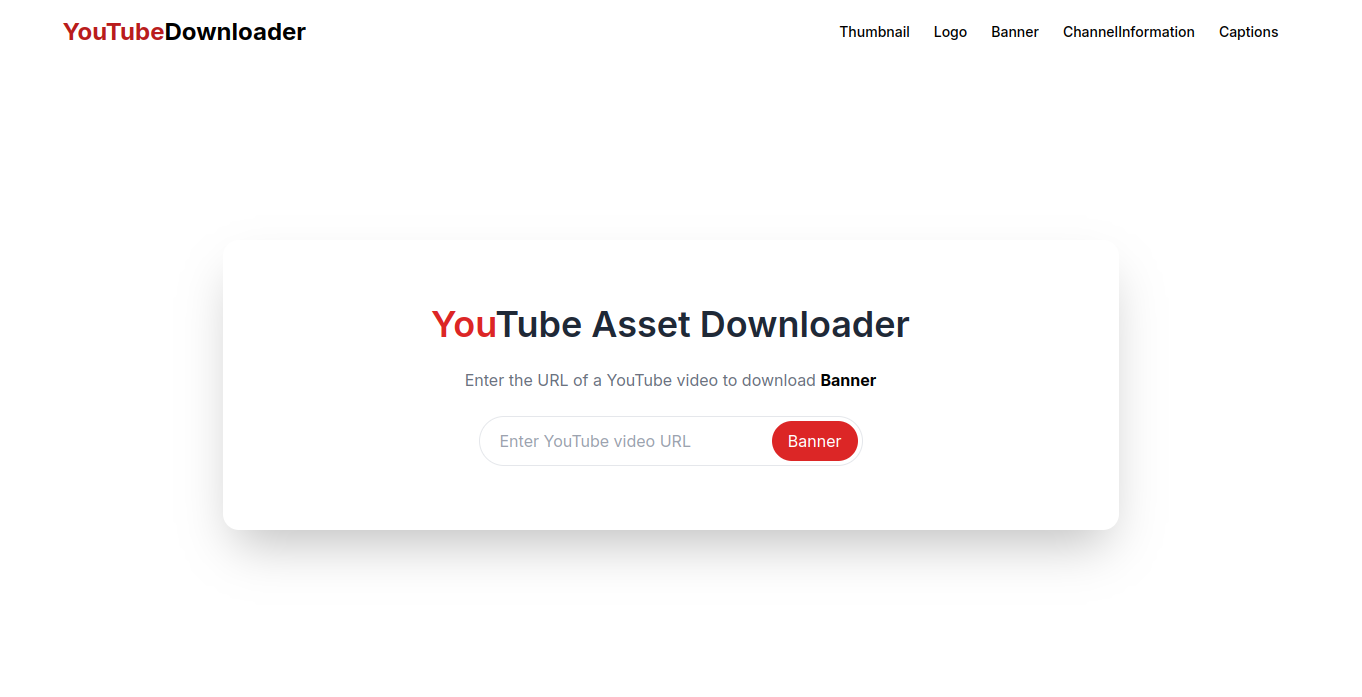 YouTubeDownloader
Thumbnail Logo Banner ChannelInformation Captions
YouTube Asset Downloader
Enter the URL of a YouTube video to download Banner
Enter YouTube video URL Banner